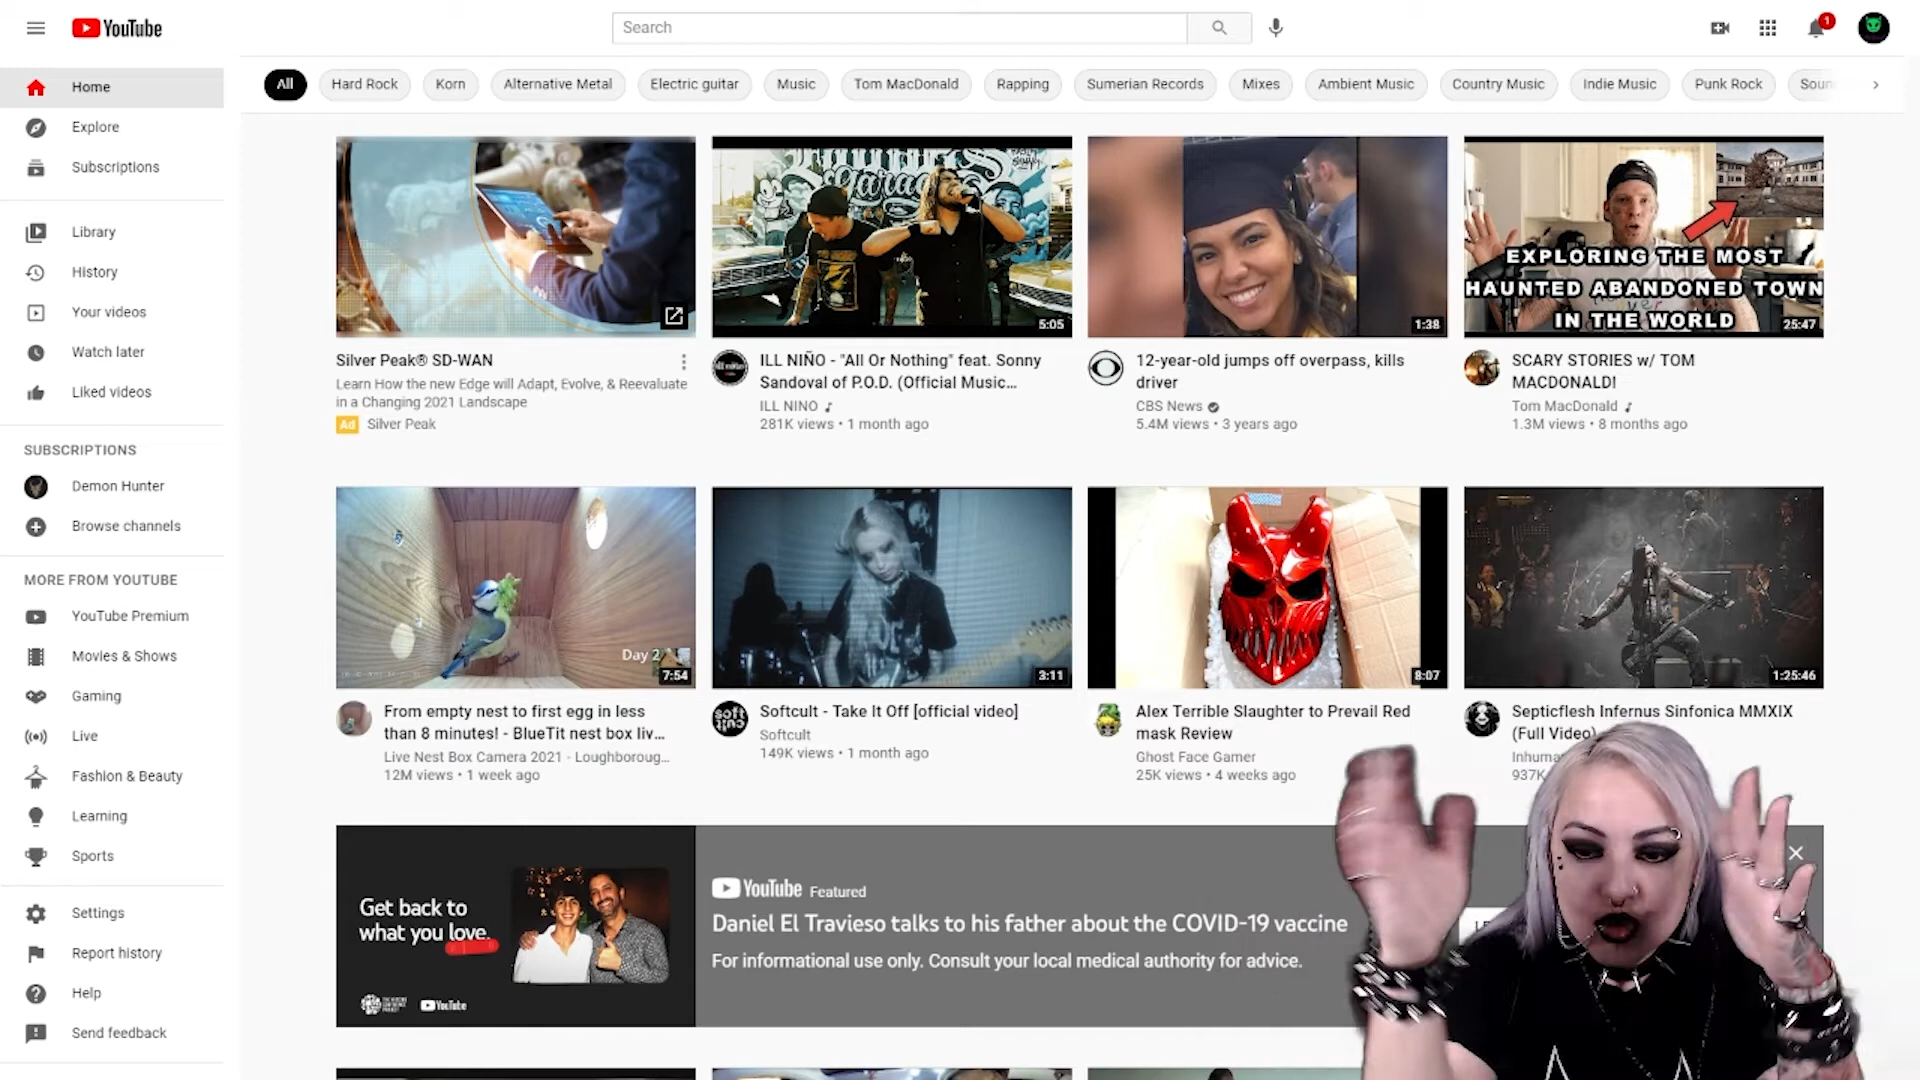 YouTube
Search
1
Home
Explore
Subscriptions
Library
History
Your videos
Watch later
Liked videos
SUBSCRIPTIONS
Demon Hunter
Browse channels
MORE FROM YOUTUBE
YouTube Premium
Movies & Shows
Gaming
Live
Fashion & Beauty
Learning
Sports
Settings
Report history
Help
Send feedback
All
Hard Rock
Korn
Alternative Metal
Electric guitar
Music
Tom MacDonald
Rapping
Sumerian Records
Mixes
Ambient Music
Country Music
Indie Music
Punk Rock
Silver Peak® SD-WAN
Learn How the new Edge will Adapt, Evolve, & Reevaluate
in a Changing 2021 Landscape
Ad Silver Peak
5:05
ILL NIÑO - "All Or Nothing" feat. Sonny
Sandoval of P.O.D. (Official Music...
ILL NINO
281K views • 1 month ago
1:38
12-year-old jumps off overpass, kills
driver
CBS News
5.4M views • 3 years ago
EXPLORING THE MOST
HAUNTED ABANDONED TOWN
IN THE WORLD
25:47
SCARY STORIES w/ TOM
MACDONALD!
Tom MacDonald
1.3M views • 8 months ago
Day 2
7:54
From empty nest to first egg in less
than 8 minutes! - BlueTit nest box liv...
Live Nest Box Camera 2021 - Loughboroug...
12M views • 1 week ago
3:11
soft
cult
Softcult - Take It Off [official video]
Softcult
149K views • 1 month ago
8:07
Alex Terrible Slaughter to Prevail Red
mask Review
Ghost Face Gamer
25K views • 4 weeks ago
1:25:46
Septicflesh Infernus Sinfonica MMXIX
(Full Video)
937K
Get back to
what you love.
YouTube
YouTube Featured
Daniel El Travieso talks to his father about the COVID-19 vaccine
For informational use only. Consult your local medical authority for advice.